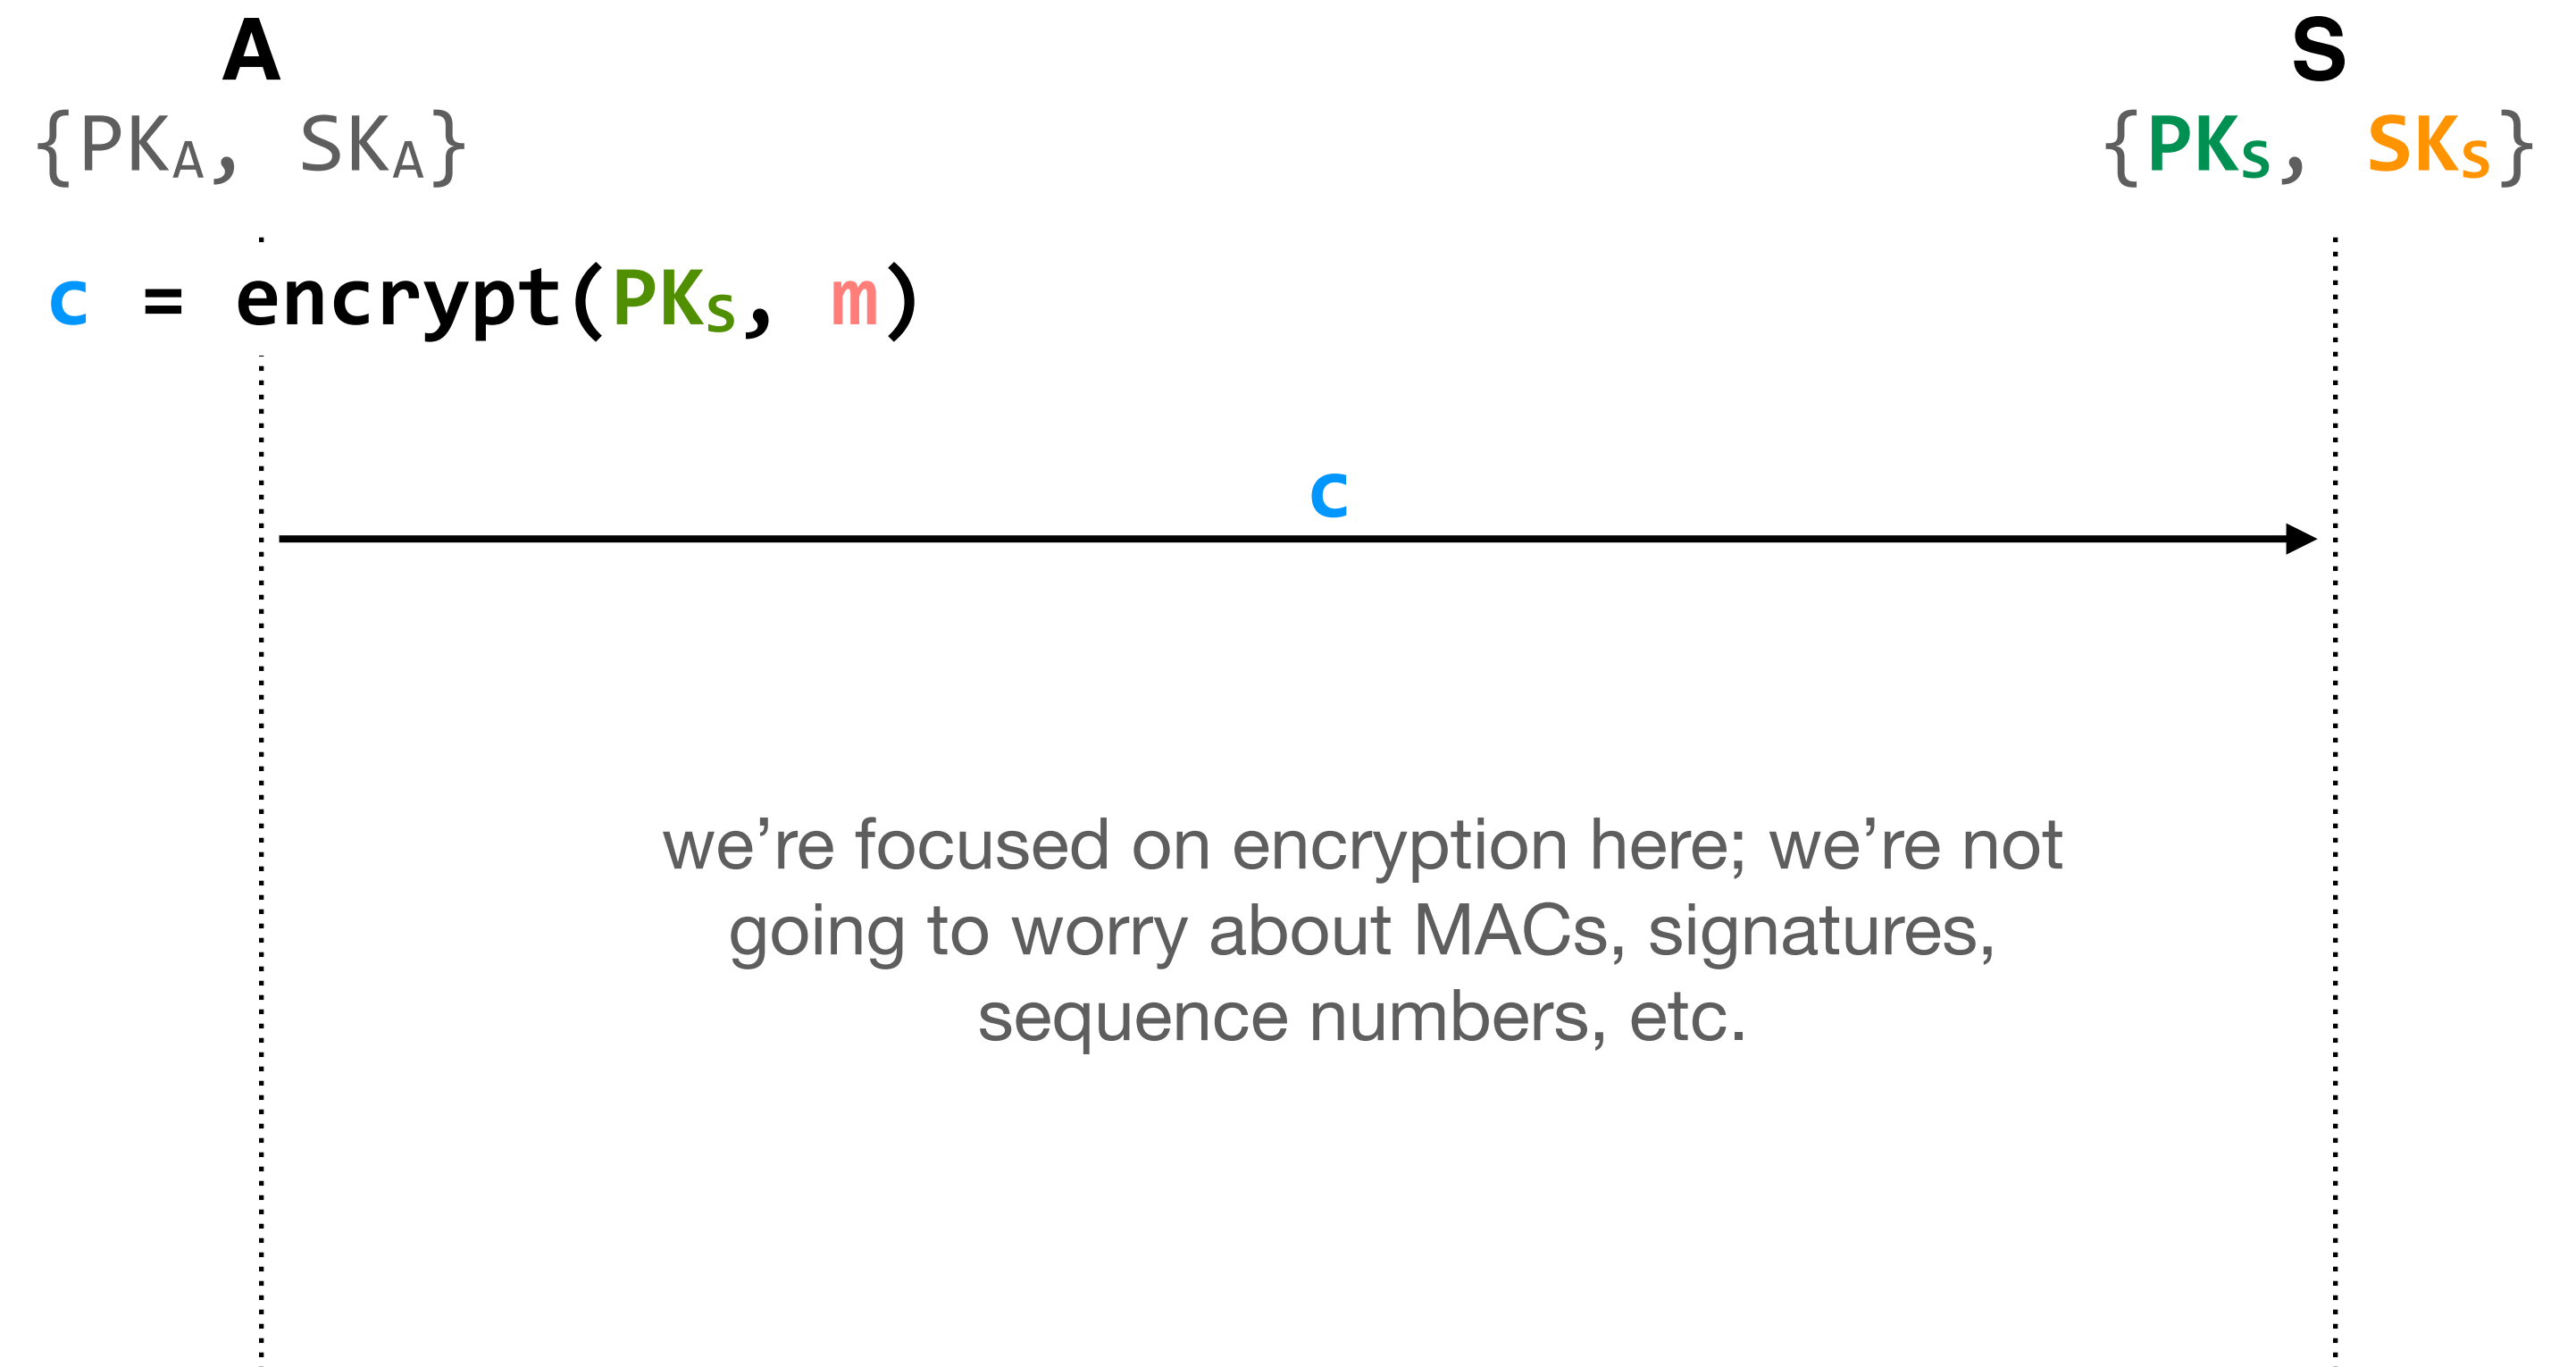 A S
{PKA, SKA} {PKS, SKS}
c = encrypt(PKS, m)
c
we’re focused on encryption here; we’re not
going to worry about MACs, signatures,
sequence numbers, etc.